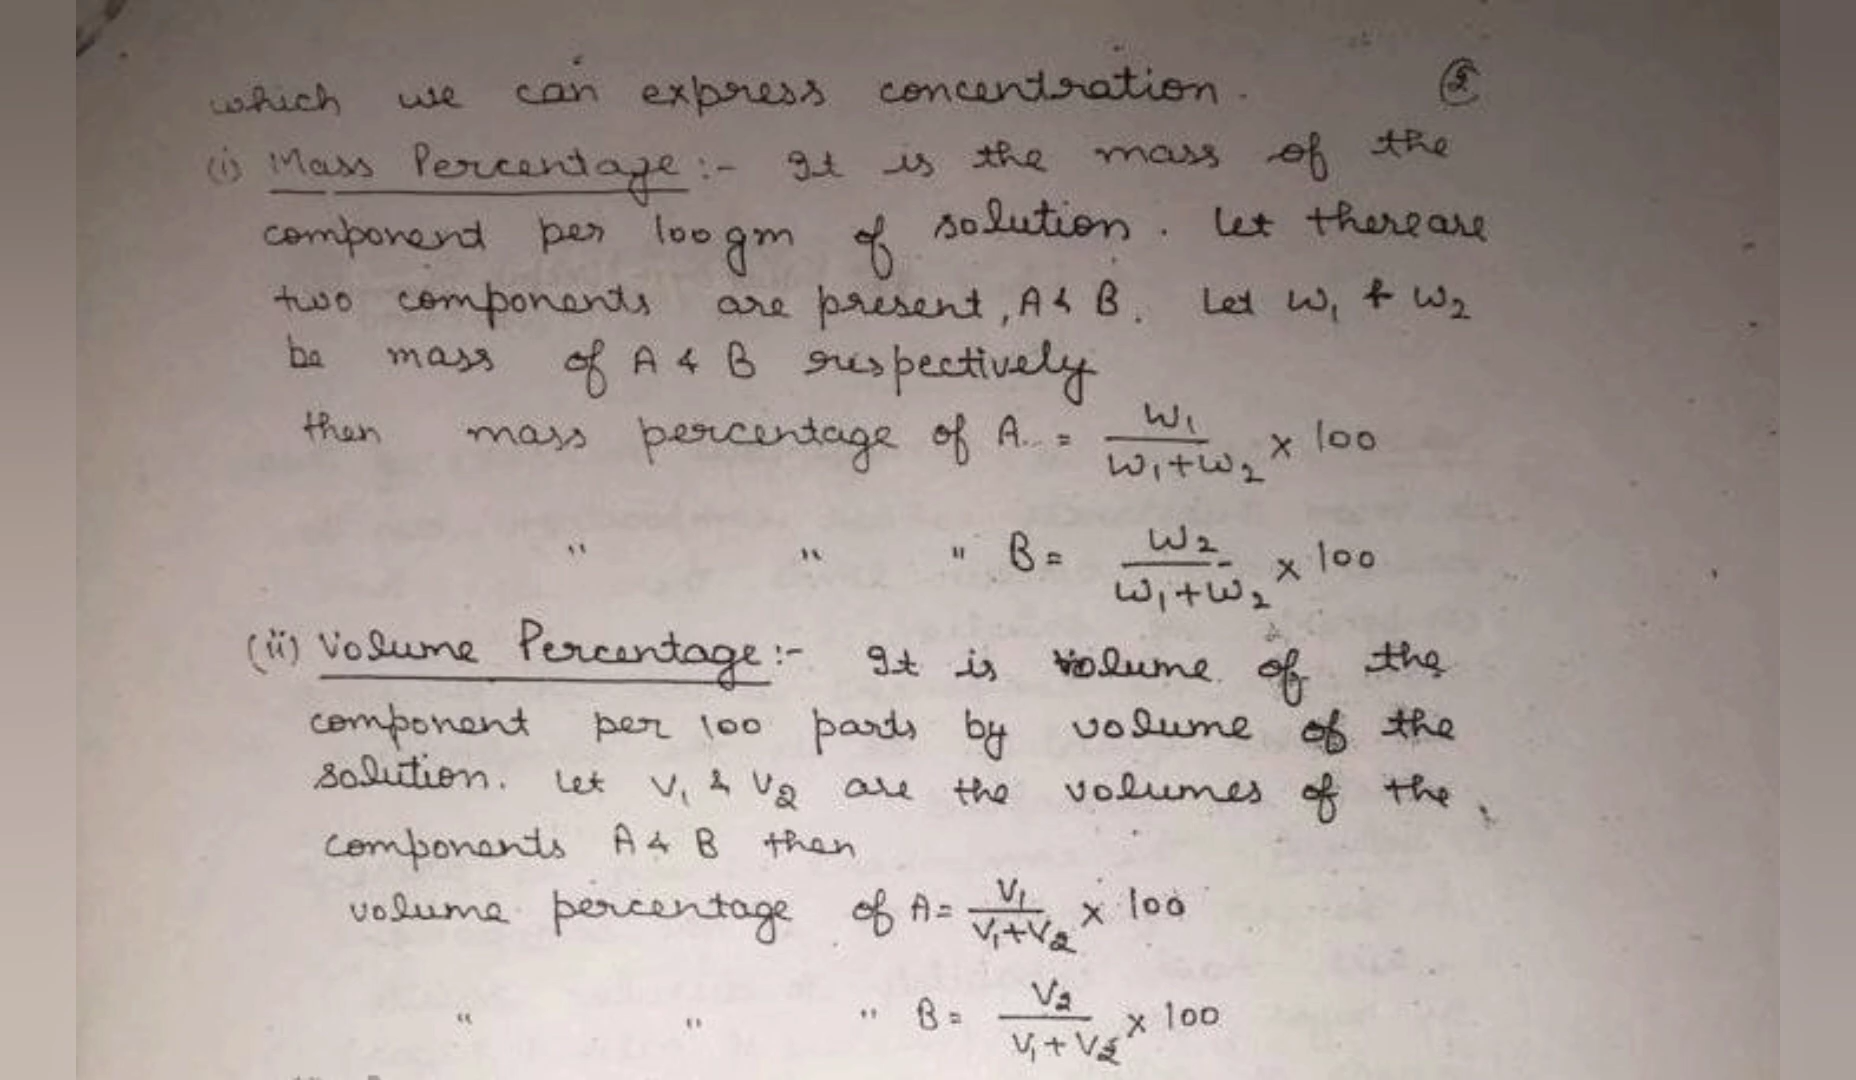 which we can express concentration. 2
(i) Mass Percentage:- It is the mass of the
component per 100gm of solution. Let there are
two components are present, A & B. Let W₁ & W₂
be mass of A & B respectively
then mass percentage of A = W₁/W₁+W₂ × 100
" " " B = W₂/W₁+W₂ × 100
(ii) Volume Percentage:- It is volume of the
component per 100 parts by volume of the
solution. Let V₁ & V₂ are the volumes of the
components A & B then
volume percentage of A = V₁/V₁+V₂ × 100
" " " B = V₂/V₁+V₂ × 100